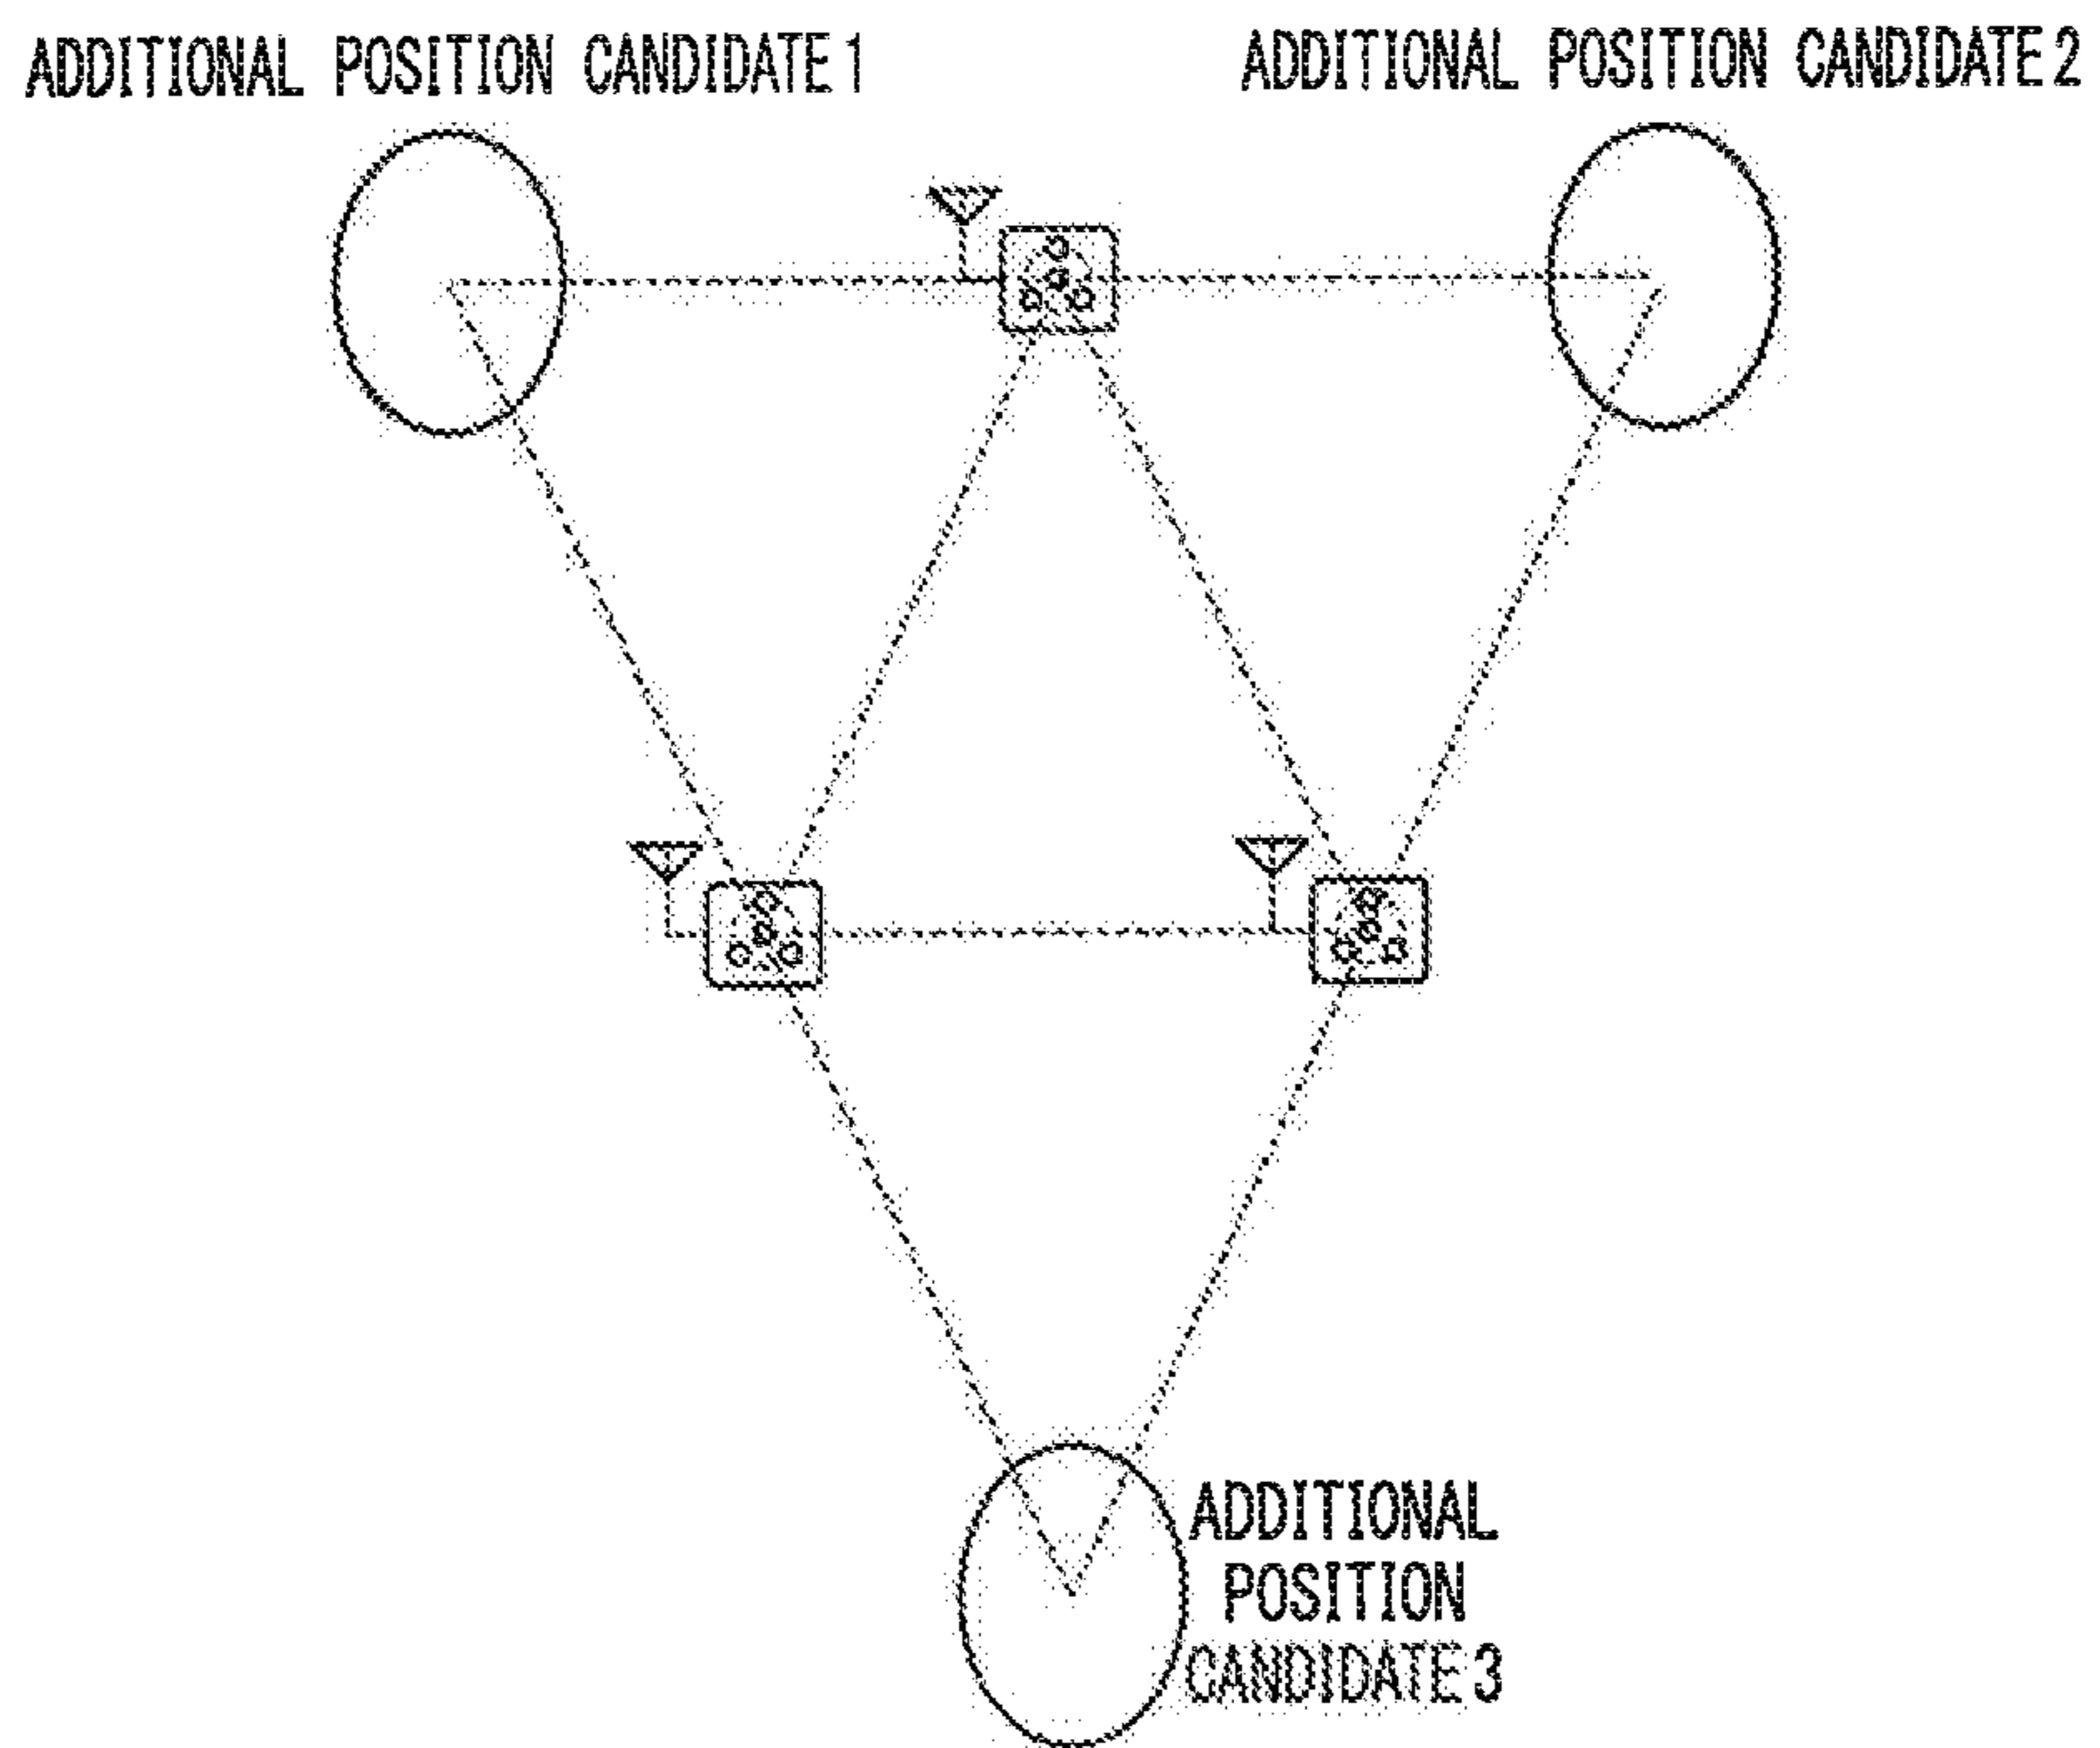 ADDITIONAL POSITION CANDIDATE 1
ADDITIONAL POSITION CANDIDATE 2
ADDITIONAL
POSITION
CANDIDATE 3